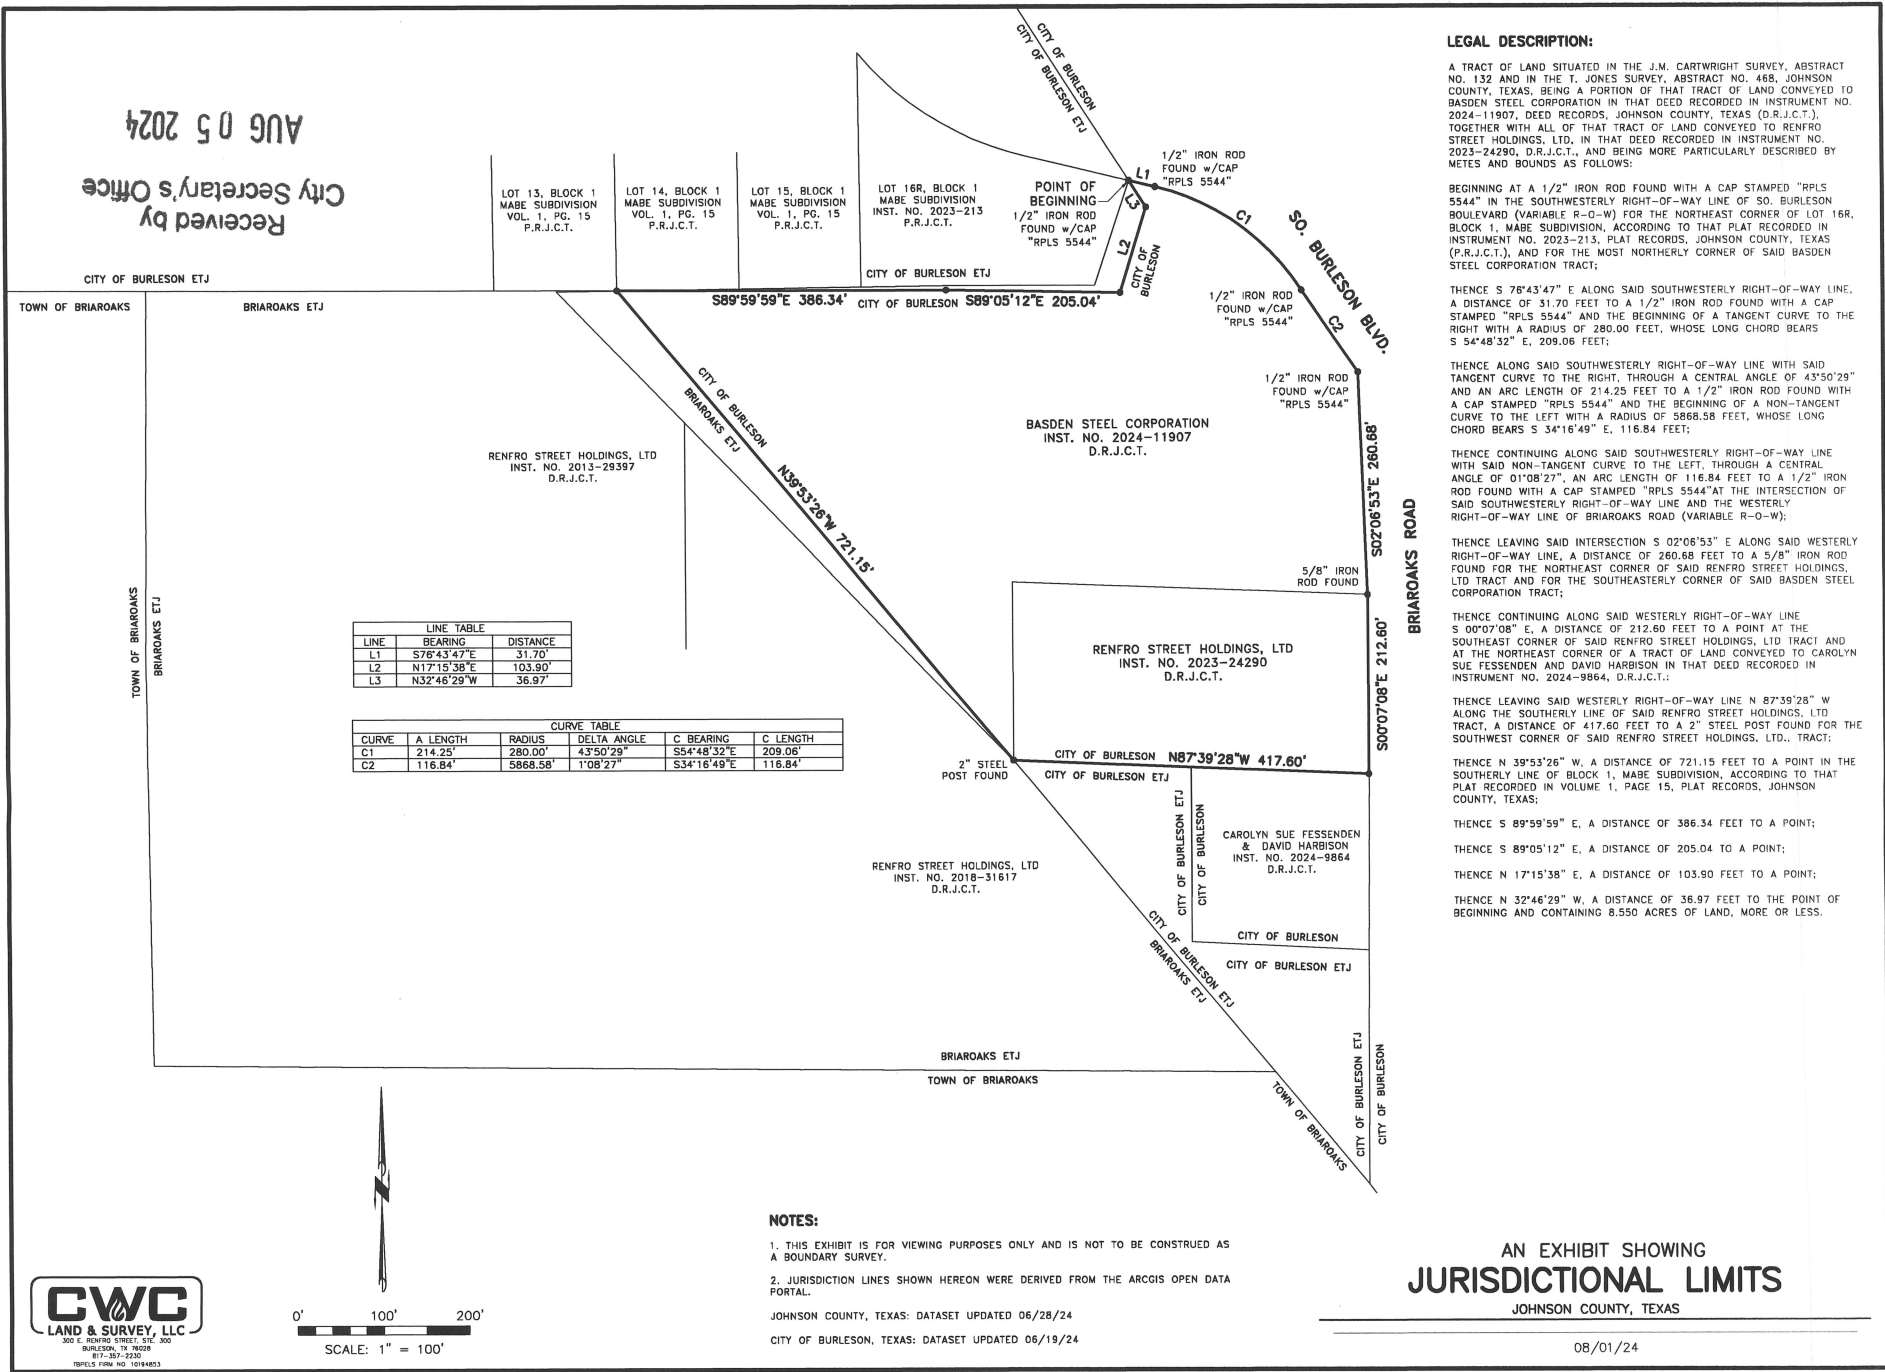 AUG 05 2024
City Secretary's Office
Received by
CITY OF BURLESON
CITY OF BURLESON ETJ
LOT 13, BLOCK 1
MABE SUBDIVISION
VOL. 1, PG. 15
P.R.J.C.T.
LOT 14, BLOCK 1
MABE SUBDIVISION
VOL. 1, PG. 15
P.R.J.C.T.
LOT 15, BLOCK 1
MABE SUBDIVISION
VOL. 1, PG. 15
P.R.J.C.T.
LOT 16R, BLOCK 1
MABE SUBDIVISION
INST. NO. 2023-213
P.R.J.C.T.
POINT OF
BEGINNING
1/2" IRON ROD
FOUND w/CAP
"RPLS 5544"
L1
1/2" IRON ROD
FOUND w/CAP
"RPLS 5544"
L3
L2
CITY OF
BURLESON
C1
SO. BURLESON BLVD.
CITY OF BURLESON ETJ
CITY OF BURLESON ETJ
TOWN OF BRIAROAKS
BRIAROAKS ETJ
S89°59'59"E 386.34'
CITY OF BURLESON
S89°05'12"E 205.04'
1/2" IRON ROD
FOUND w/CAP
"RPLS 5544"
C2
1/2" IRON ROD
FOUND w/CAP
"RPLS 5544"
CITY OF BURLESON
BRIAROAKS ETJ
N39°53'26"W 721.15'
RENFRO STREET HOLDINGS, LTD
INST. NO. 2013-29397
D.R.J.C.T.
BASDEN STEEL CORPORATION
INST. NO. 2024-11907
D.R.J.C.T.
S02°06'53"E 260.68'
BRIAROAKS ROAD
5/8" IRON
ROD FOUND
TOWN OF BRIAROAKS
BRIAROAKS ETJ
LINE TABLE
LINE BEARING DISTANCE
L1 S76°43'47"E 31.70'
L2 N17°15'38"E 103.90'
L3 N32°46'29"W 36.97'
CURVE TABLE
CURVE A LENGTH RADIUS DELTA ANGLE C BEARING C LENGTH
C1 214.25' 280.00' 43°50'29" S54°48'32"E 209.06'
C2 116.84' 5868.58' 1°08'27" S34°16'49"E 116.84'
RENFRO STREET HOLDINGS, LTD
INST. NO. 2023-24290
D.R.J.C.T.
S00°07'08"E 212.60'
2" STEEL
POST FOUND
CITY OF BURLESON N87°39'28"W 417.60'
CITY OF BURLESON ETJ
CITY OF BURLESON ETJ
CITY OF BURLESON
CAROLYN SUE FESSENDEN
& DAVID HARBISON
INST. NO. 2024-9864
D.R.J.C.T.
RENFRO STREET HOLDINGS, LTD
INST. NO. 2018-31617
D.R.J.C.T.
CITY OF BURLESON
CITY OF BURLESON ETJ
CITY OF BURLESON ETJ
BRIAROAKS ETJ
BRIAROAKS ETJ
TOWN OF BRIAROAKS
TOWN OF BRIAROAKS
CITY OF BURLESON ETJ
CITY OF BURLESON
LEGAL DESCRIPTION:
A TRACT OF LAND SITUATED IN THE J.M. CARTWRIGHT SURVEY, ABSTRACT
NO. 132 AND IN THE T. JONES SURVEY, ABSTRACT NO. 468, JOHNSON
COUNTY, TEXAS, BEING A PORTION OF THAT TRACT OF LAND CONVEYED TO
BASDEN STEEL CORPORATION IN THAT DEED RECORDED IN INSTRUMENT NO.
2024-11907, DEED RECORDS, JOHNSON COUNTY, TEXAS (D.R.J.C.T.),
TOGETHER WITH ALL OF THAT TRACT OF LAND CONVEYED TO RENFRO
STREET HOLDINGS, LTD, IN THAT DEED RECORDED IN INSTRUMENT NO.
2023-24290, D.R.J.C.T., AND BEING MORE PARTICULARLY DESCRIBED BY
METES AND BOUNDS AS FOLLOWS:
BEGINNING AT A 1/2" IRON ROD FOUND WITH A CAP STAMPED "RPLS
5544" IN THE SOUTHWESTERLY RIGHT-OF-WAY LINE OF SO. BURLESON
BOULEVARD (VARIABLE R-O-W) FOR THE NORTHEAST CORNER OF LOT 16R,
BLOCK 1, MABE SUBDIVISION, ACCORDING TO THAT PLAT RECORDED IN
INSTRUMENT NO. 2023-213, PLAT RECORDS, JOHNSON COUNTY, TEXAS
(P.R.J.C.T.), AND FOR THE MOST NORTHERLY CORNER OF SAID BASDEN
STEEL CORPORATION TRACT;
THENCE S 76°43'47" E ALONG SAID SOUTHWESTERLY RIGHT-OF-WAY LINE,
A DISTANCE OF 31.70 FEET TO A 1/2" IRON ROD FOUND WITH A CAP
STAMPED "RPLS 5544" AND THE BEGINNING OF A TANGENT CURVE TO THE
RIGHT WITH A RADIUS OF 280.00 FEET, WHOSE LONG CHORD BEARS
S 54°48'32" E, 209.06 FEET;
THENCE ALONG SAID SOUTHWESTERLY RIGHT-OF-WAY LINE WITH SAID
TANGENT CURVE TO THE RIGHT, THROUGH A CENTRAL ANGLE OF 43°50'29"
AND AN ARC LENGTH OF 214.25 FEET TO A 1/2" IRON ROD FOUND WITH
A CAP STAMPED "RPLS 5544" AND THE BEGINNING OF A NON-TANGENT
CURVE TO THE LEFT WITH A RADIUS OF 5868.58 FEET, WHOSE LONG
CHORD BEARS S 34°16'49" E, 116.84 FEET;
THENCE CONTINUING ALONG SAID SOUTHWESTERLY RIGHT-OF-WAY LINE
WITH SAID NON-TANGENT CURVE TO THE LEFT, THROUGH A CENTRAL
ANGLE OF 01°08'27", AN ARC LENGTH OF 116.84 FEET TO A 1/2" IRON
ROD FOUND WITH A CAP STAMPED "RPLS 5544"AT THE INTERSECTION OF
SAID SOUTHWESTERLY RIGHT-OF-WAY LINE AND THE WESTERLY
RIGHT-OF-WAY LINE OF BRIAROAKS ROAD (VARIABLE R-O-W);
THENCE LEAVING SAID INTERSECTION S 02°06'53" E ALONG SAID WESTERLY
RIGHT-OF-WAY LINE, A DISTANCE OF 260.68 FEET TO A 5/8" IRON ROD
FOUND FOR THE NORTHEAST CORNER OF SAID RENFRO STREET HOLDINGS,
LTD TRACT AND FOR THE SOUTHEASTERLY CORNER OF SAID BASDEN STEEL
CORPORATION TRACT;
THENCE CONTINUING ALONG SAID WESTERLY RIGHT-OF-WAY LINE
S 00°07'08" E, A DISTANCE OF 212.60 FEET TO A POINT AT THE
SOUTHEAST CORNER OF SAID RENFRO STREET HOLDINGS, LTD TRACT AND
AT THE NORTHEAST CORNER OF A TRACT OF LAND CONVEYED TO CAROLYN
SUE FESSENDEN AND DAVID HARBISON IN THAT DEED RECORDED IN
INSTRUMENT NO. 2024-9864, D.R.J.C.T.:
THENCE LEAVING SAID WESTERLY RIGHT-OF-WAY LINE N 87°39'28" W
ALONG THE SOUTHERLY LINE OF SAID RENFRO STREET HOLDINGS, LTD
TRACT, A DISTANCE OF 417.60 FEET TO A 2" STEEL POST FOUND FOR THE
SOUTHWEST CORNER OF SAID RENFRO STREET HOLDINGS, LTD., TRACT;
THENCE N 39°53'26" W, A DISTANCE OF 721.15 FEET TO A POINT IN THE
SOUTHERLY LINE OF BLOCK 1, MABE SUBDIVISION, ACCORDING TO THAT
PLAT RECORDED IN VOLUME 1, PAGE 15, PLAT RECORDS, JOHNSON
COUNTY, TEXAS;
THENCE S 89°59'59" E, A DISTANCE OF 386.34 FEET TO A POINT;
THENCE S 89°05'12" E, A DISTANCE OF 205.04 TO A POINT;
THENCE N 17°15'38" E, A DISTANCE OF 103.90 FEET TO A POINT;
THENCE N 32°46'29" W, A DISTANCE OF 36.97 FEET TO THE POINT OF
BEGINNING AND CONTAINING 8.550 ACRES OF LAND, MORE OR LESS.
NOTES:
1. THIS EXHIBIT IS FOR VIEWING PURPOSES ONLY AND IS NOT TO BE CONSTRUED AS
A BOUNDARY SURVEY.
2. JURISDICTION LINES SHOWN HEREON WERE DERIVED FROM THE ARCGIS OPEN DATA
PORTAL.
JOHNSON COUNTY, TEXAS: DATASET UPDATED 06/28/24
CITY OF BURLESON, TEXAS: DATASET UPDATED 06/19/24
CWC
LAND & SURVEY, LLC
300 E. RENFRO STREET, STE. 300
BURLESON, TX 76028
817-357-2230
TBPELS FIRM NO. 10194853
0' 100' 200'
SCALE: 1" = 100'
AN EXHIBIT SHOWING
JURISDICTIONAL LIMITS
JOHNSON COUNTY, TEXAS
08/01/24